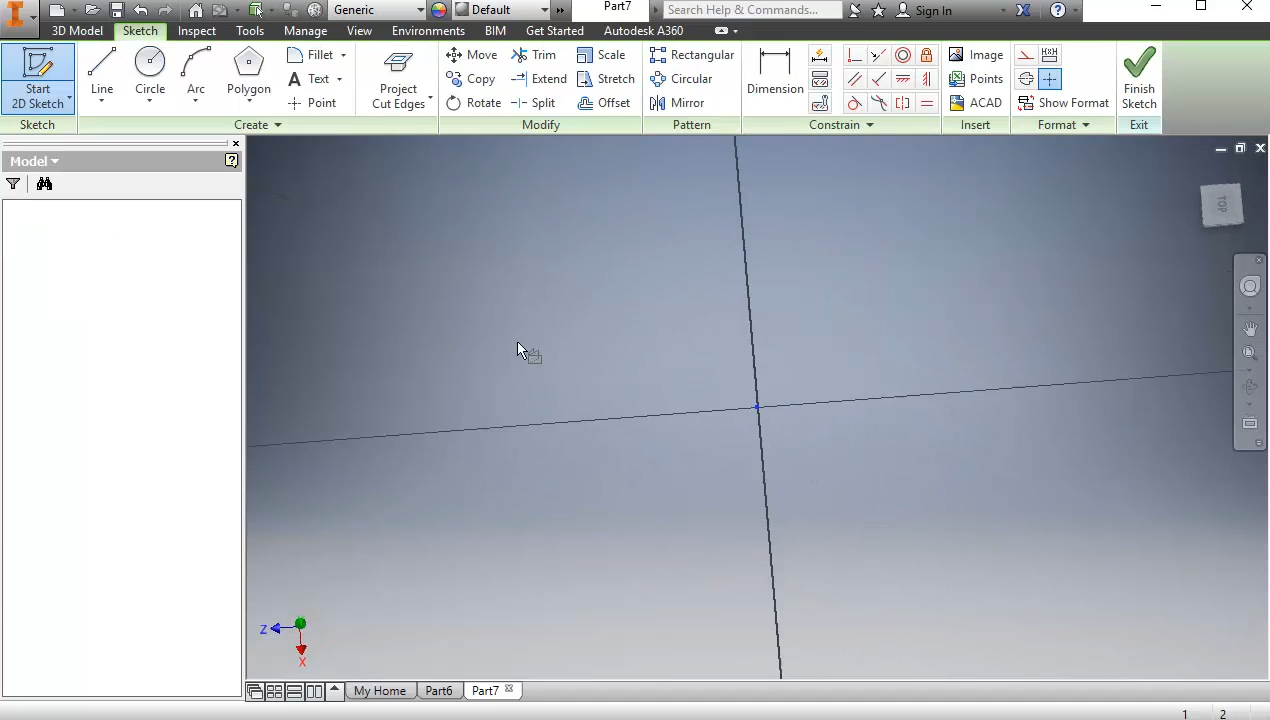 Generic Default Part7 Search Help & Commands... Sign In
3D Model Sketch Inspect Tools Manage View Environments BIM Get Started Autodesk A360
Start 2D Sketch
Line
Circle
Arc
Polygon
Fillet
Text
Point
Project Cut Edges
Move Trim Scale
Copy Extend Stretch
Rotate Split Offset
Rectangular
Circular
Mirror
Dimension
Image
Points
ACAD
Show Format
Finish Sketch
Sketch Create Modify Pattern Constrain Insert Format Exit
Model
TOP
Z
X
My Home Part6 Part7
1 2